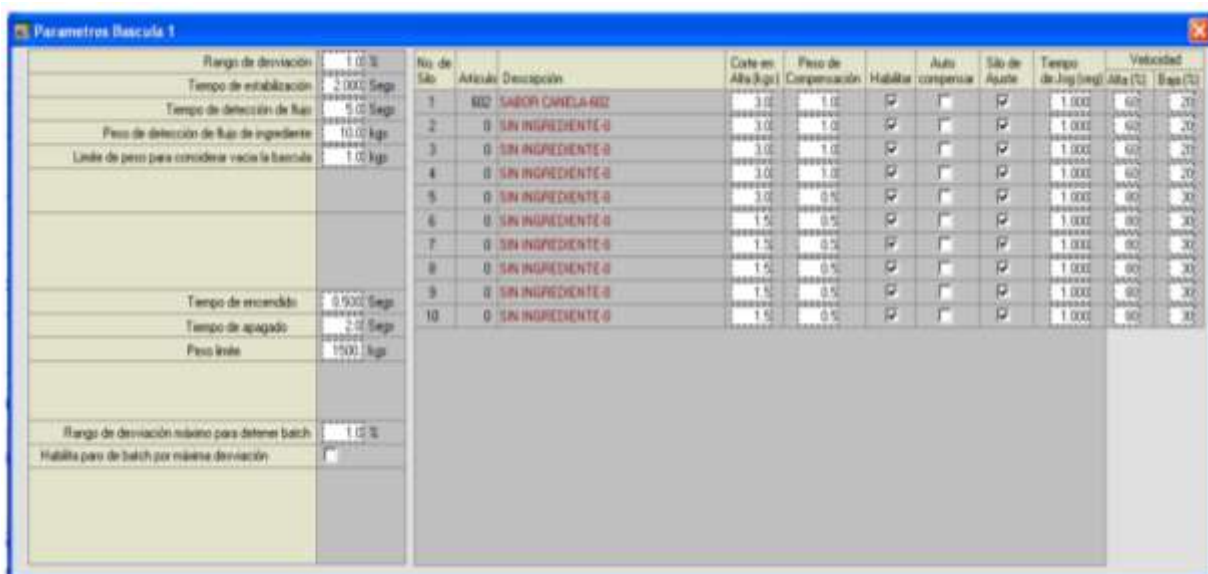 Parametros Bascula 1
Rango de desviación 1.0 %
Tiempo de estabilización 2.000 Segs
Tiempo de detección de flujo 5.0 Segs
Peso de detección de flujo de ingrediente 10.0 kgs
Limite de peso para considerar vacia la bascula 1.0 kgs
Tiempo de encendido 0.500 Segs
Tiempo de apagado 2.0 Segs
Peso limite 1500. kgs
Rango de desviación máximo para detener batch 1.0 %
Habilita paro de batch por máxima desviación
No. de Silo Articulo Descripción Corte en Alta (kgs) Peso de Compensación Habilitar Auto compensar Silo de Ajuste Tiempo de Jog (seg) Velocidad Alta (%) Baja (%)
1 602 SABOR CANELA-602 3.0 1.0 1.000 60 20
2 0 SIN INGREDIENTE-0 3.0 1.0 1.000 60 20
3 0 SIN INGREDIENTE-0 3.0 1.0 1.000 60 20
4 0 SIN INGREDIENTE-0 3.0 1.0 1.000 60 20
5 0 SIN INGREDIENTE-0 3.0 0.5 1.000 80 30
6 0 SIN INGREDIENTE-0 1.5 0.5 1.000 80 30
7 0 SIN INGREDIENTE-0 1.5 0.5 1.000 80 30
8 0 SIN INGREDIENTE-0 1.5 0.5 1.000 80 30
9 0 SIN INGREDIENTE-0 1.5 0.5 1.000 80 30
10 0 SIN INGREDIENTE-0 1.5 0.5 1.000 80 30